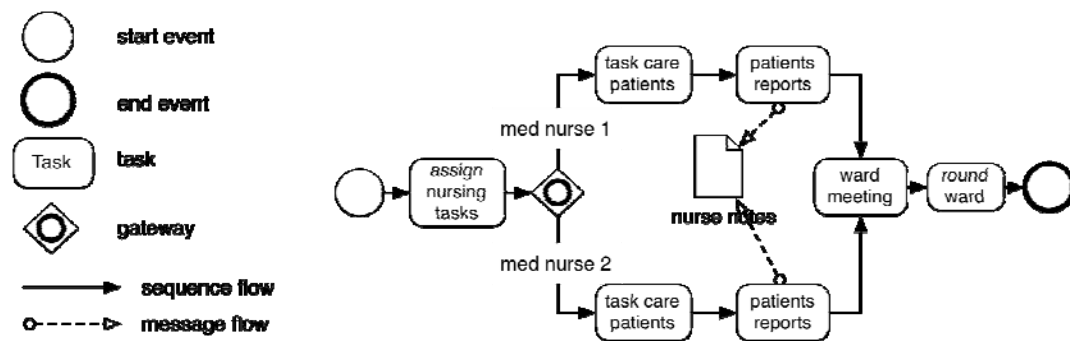 start event
end event
Task
task
gateway
sequence flow
message flow
assign
nursing
tasks
med nurse 1
med nurse 2
task care
patients
patients
reports
nurse notes
task care
patients
patients
reports
ward
meeting
round
ward